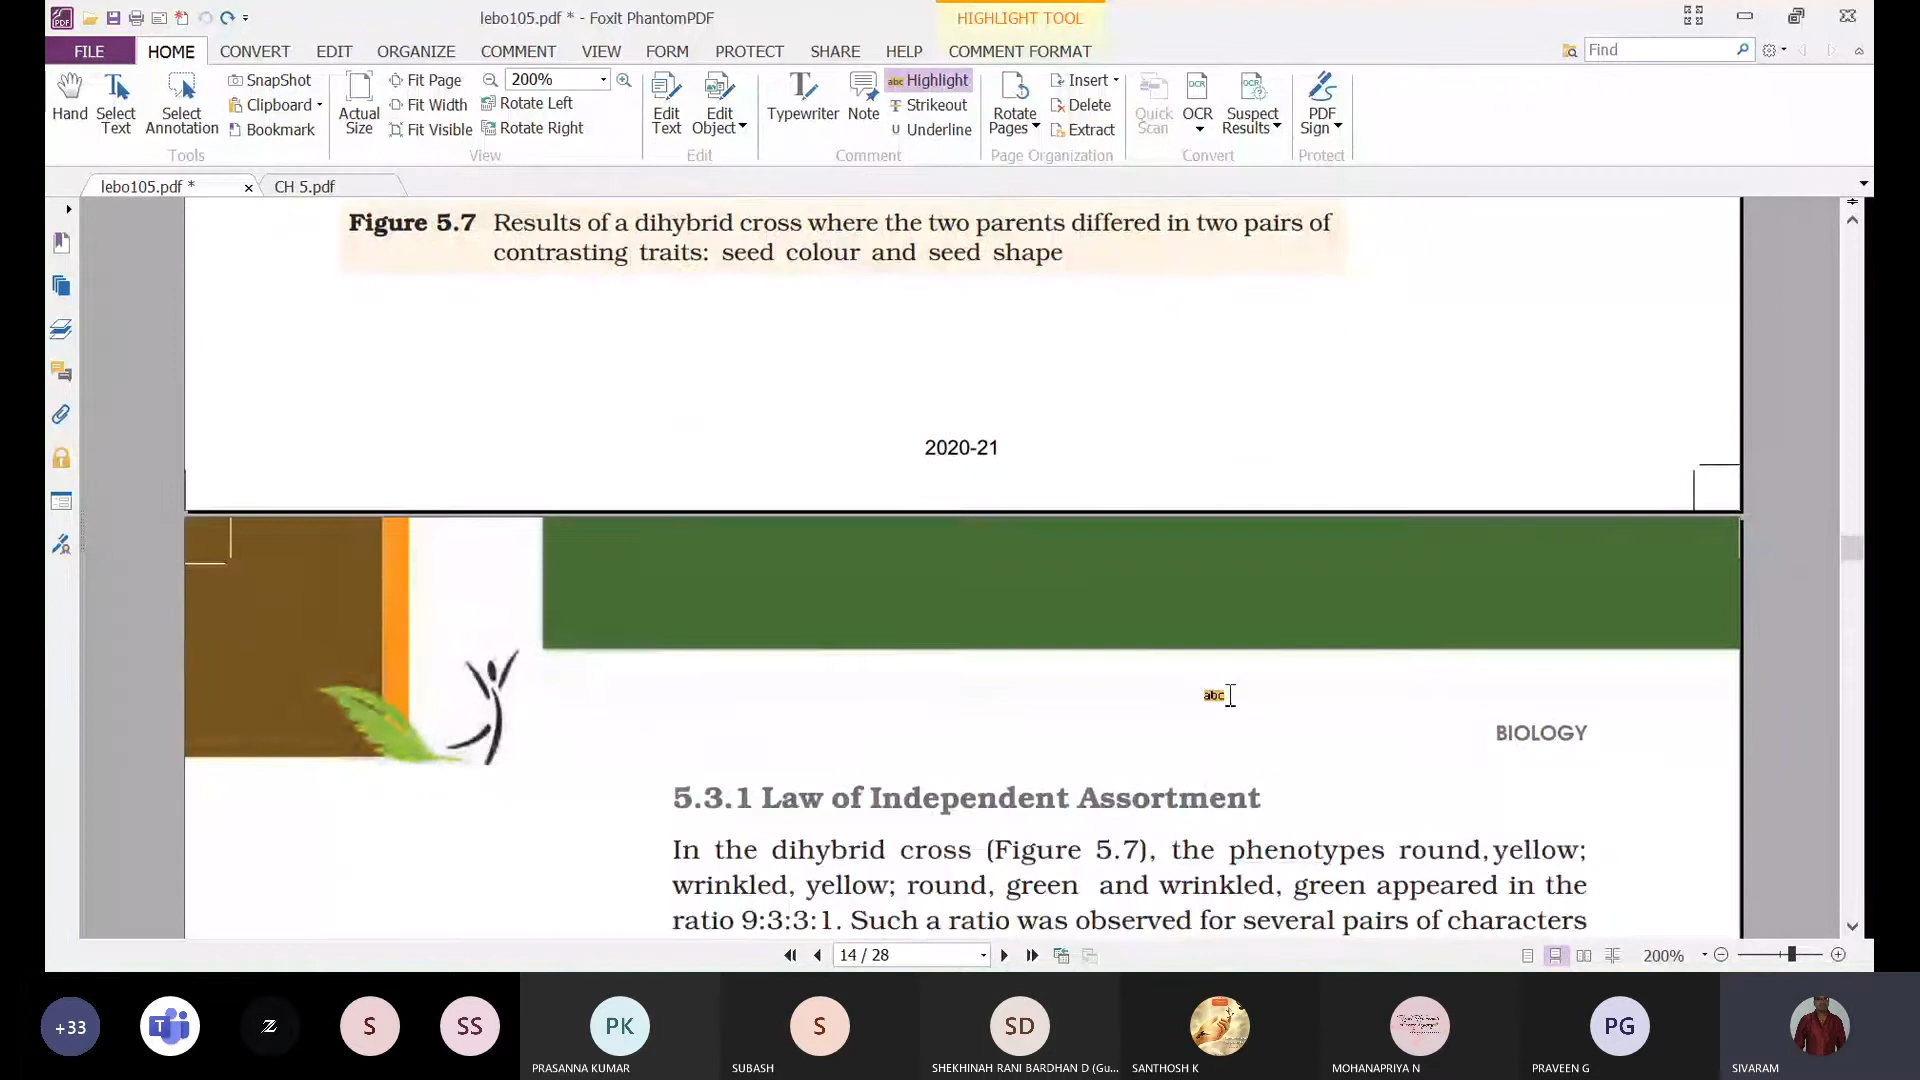 lebo105.pdf * - Foxit PhantomPDF
HIGHLIGHT TOOL
FILE HOME CONVERT EDIT ORGANIZE COMMENT VIEW FORM PROTECT SHARE HELP COMMENT FORMAT
Find
Hand
Select Text
Select Annotation
SnapShot
Clipboard
Bookmark
Tools
Actual Size
Fit Page
Fit Width
Fit Visible
200%
Rotate Left
Rotate Right
View
Edit Text
Edit Object
Edit
Typewriter
Note
abc Highlight
T Strikeout
U Underline
Comment
Rotate Pages
Insert
Delete
Extract
Page Organization
Quick Scan
OCR
OCR
Suspect Results
Convert
PDF Sign
Protect
lebo105.pdf *
CH 5.pdf
Figure 5.7 Results of a dihybrid cross where the two parents differed in two pairs of
contrasting traits: seed colour and seed shape
2020-21
abc
BIOLOGY
5.3.1 Law of Independent Assortment
In the dihybrid cross (Figure 5.7), the phenotypes round, yellow;
wrinkled, yellow; round, green and wrinkled, green appeared in the
ratio 9:3:3:1. Such a ratio was observed for several pairs of characters
14 / 28
200%
+33
T
Z
S
SS
PK
PRASANNA KUMAR
S
SUBASH
SD
SHEKHINAH RANI BARDHAN D (Gu...
SANTHOSH K
MOHANAPRIYA N
PG
PRAVEEN G
SIVARAM